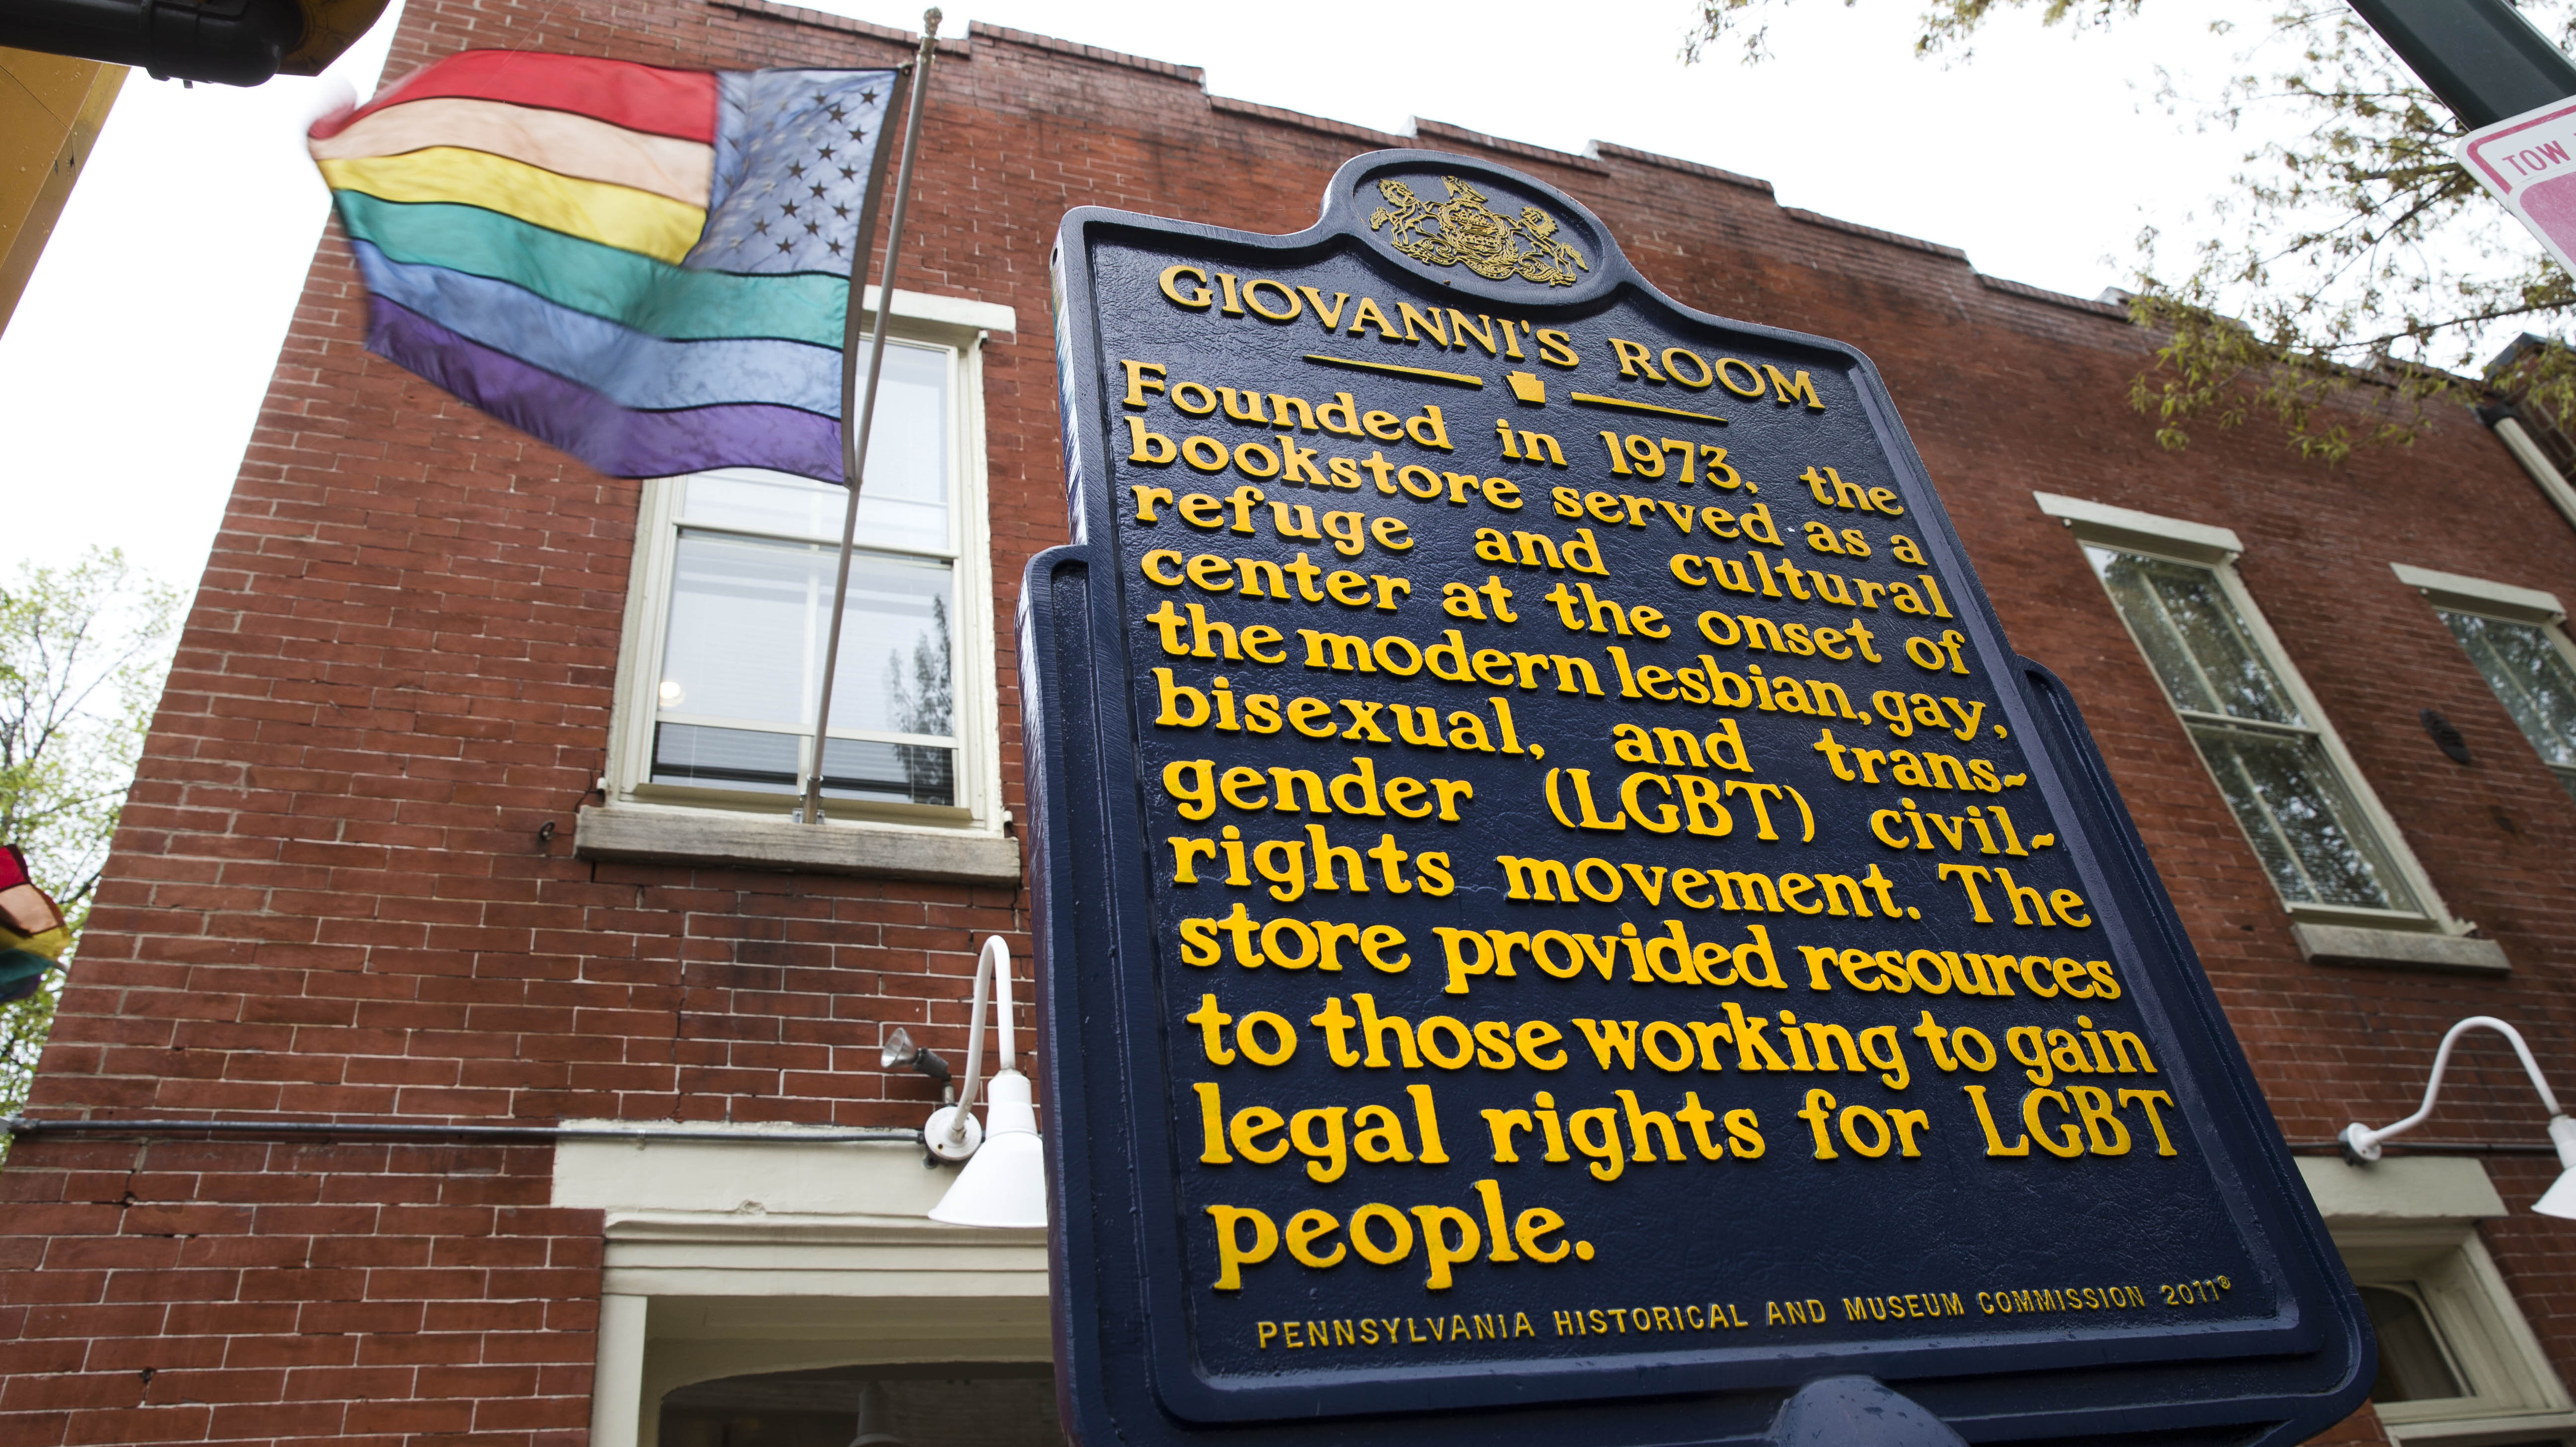 GIOVANNI'S ROOM
Founded in 1973, the
bookstore served as a
refuge and cultural
center at the onset of
the modern lesbian, gay,
bisexual, and trans-
gender (LGBT) civil-
rights movement. The
store provided resources
to those working to gain
legal rights for LGBT
people.
PENNSYLVANIA HISTORICAL AND MUSEUM COMMISSION 2011®
TOW